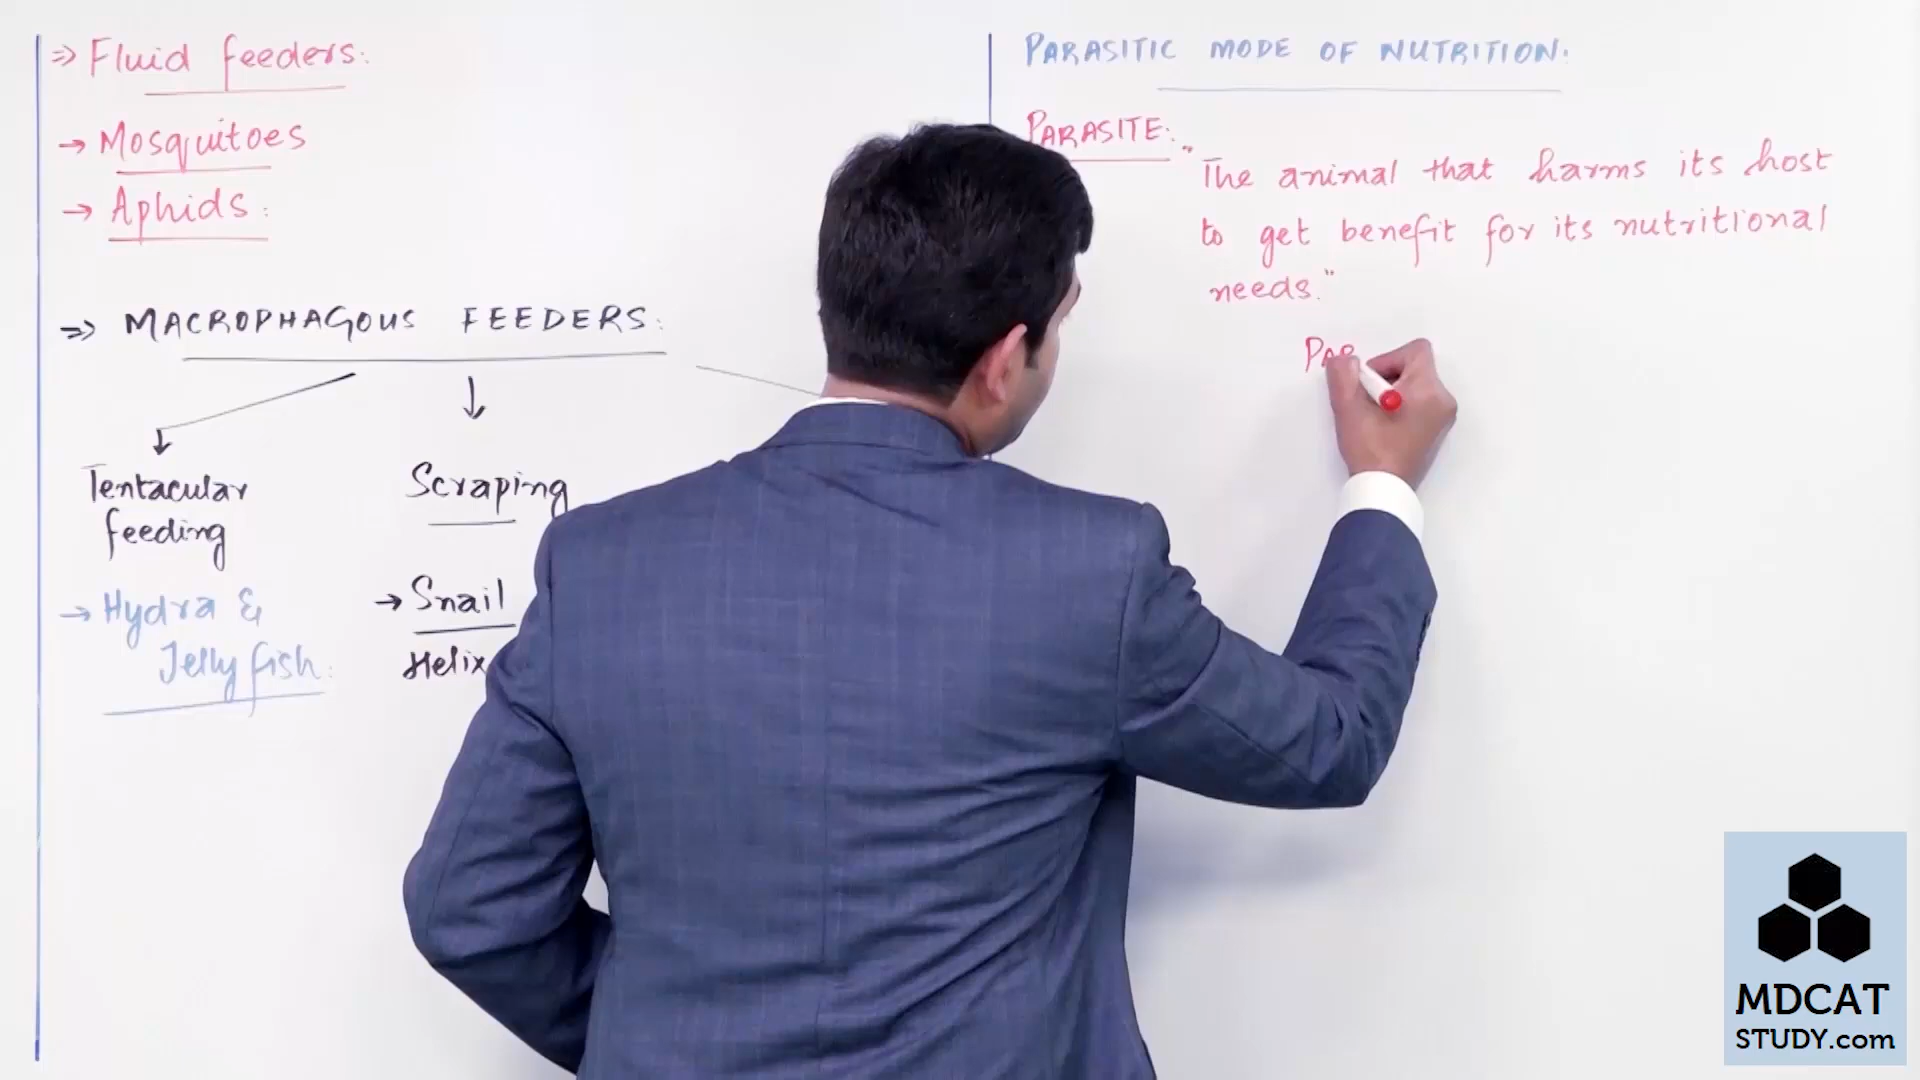 ⇒ Fluid feeders:
→ Mosquitoes
→ Aphids:
⇒ MACROPHAGOUS FEEDERS:
Tentacular
feeding
→ Hydra &
Jelly fish:
Scraping
→ Snail
Helix
PARASITIC MODE OF NUTRITION:
PARASITE:
"The animal that harms its host
to get benefit for its nutritional
needs."
PAR
MDCAT
STUDY.com